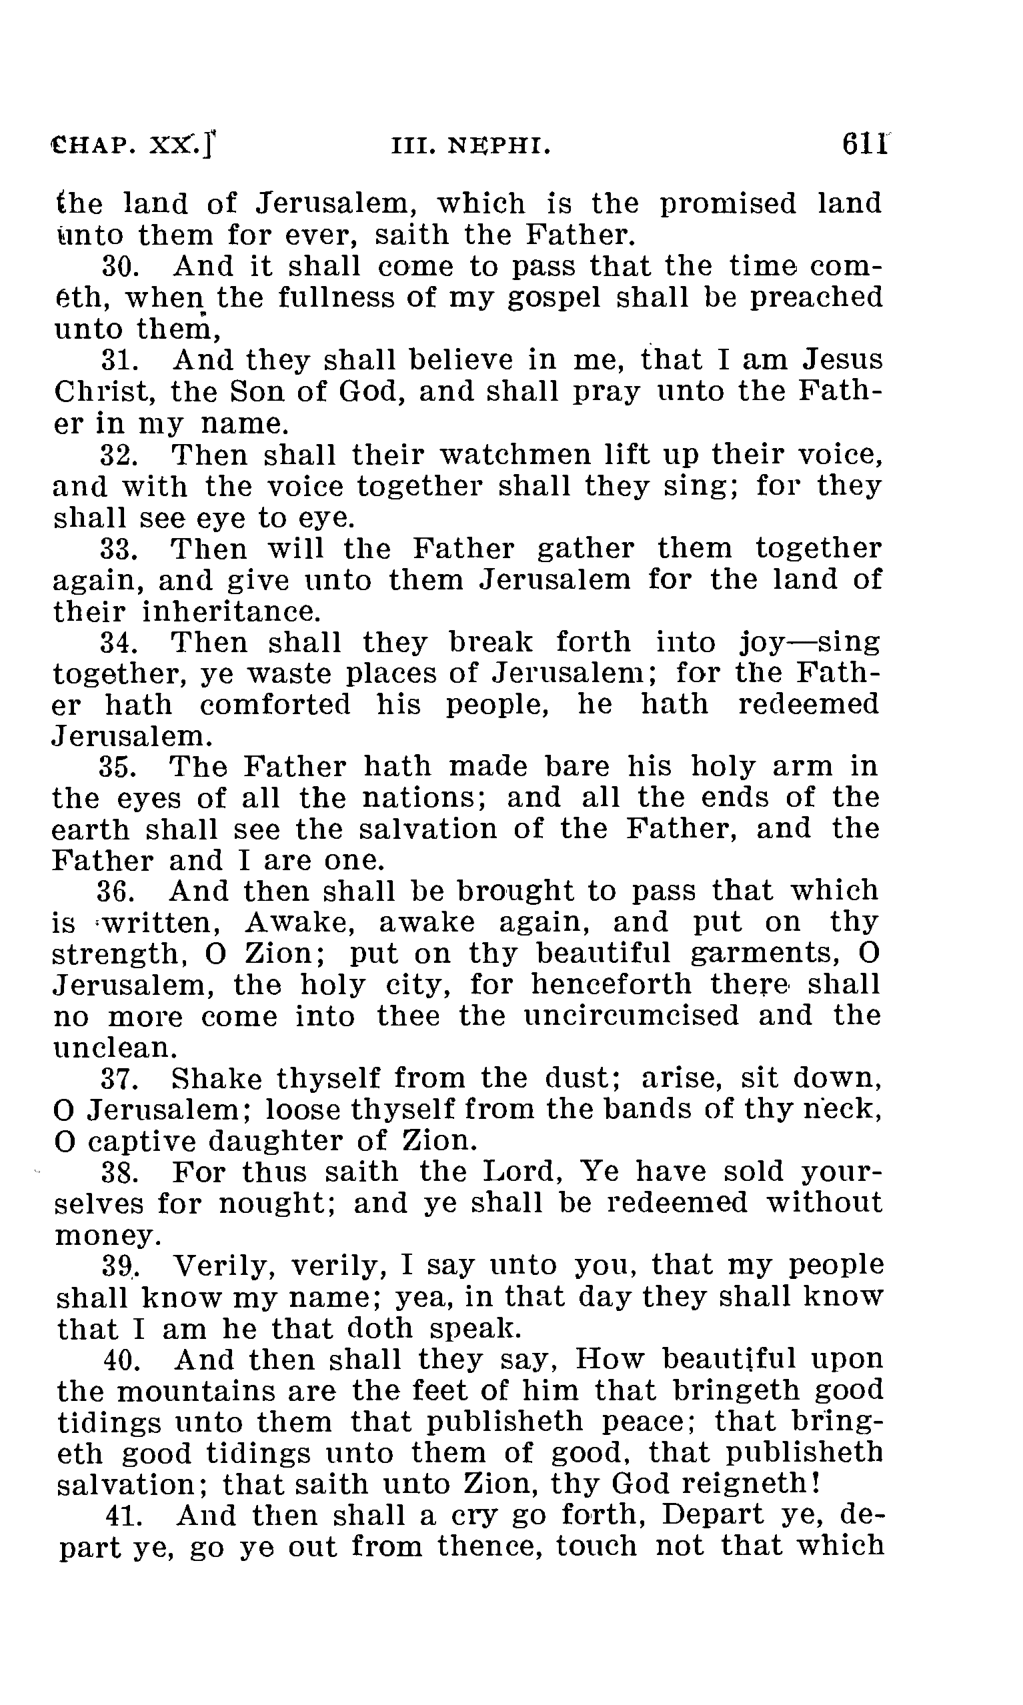 CHAP. XX.] III. NEPHI. 611
the land of Jerusalem, which is the promised land
unto them for ever, saith the Father.
30. And it shall come to pass that the time com-
eth, when the fullness of my gospel shall be preached
unto them,
31. And they shall believe in me, that I am Jesus
Christ, the Son of God, and shall pray unto the Fath-
er in my name.
32. Then shall their watchmen lift up their voice,
and with the voice together shall they sing; for they
shall see eye to eye.
33. Then will the Father gather them together
again, and give unto them Jerusalem for the land of
their inheritance.
34. Then shall they break forth into joy—sing
together, ye waste places of Jerusalem; for the Fath-
er hath comforted his people, he hath redeemed
Jerusalem.
35. The Father hath made bare his holy arm in
the eyes of all the nations; and all the ends of the
earth shall see the salvation of the Father, and the
Father and I are one.
36. And then shall be brought to pass that which
is written, Awake, awake again, and put on thy
strength, O Zion; put on thy beautiful garments, O
Jerusalem, the holy city, for henceforth there shall
no more come into thee the uncircumcised and the
unclean.
37. Shake thyself from the dust; arise, sit down,
O Jerusalem; loose thyself from the bands of thy neck,
O captive daughter of Zion.
38. For thus saith the Lord, Ye have sold your-
selves for nought; and ye shall be redeemed without
money.
39. Verily, verily, I say unto you, that my people
shall know my name; yea, in that day they shall know
that I am he that doth speak.
40. And then shall they say, How beautiful upon
the mountains are the feet of him that bringeth good
tidings unto them that publisheth peace; that bring-
eth good tidings unto them of good, that publisheth
salvation; that saith unto Zion, thy God reigneth!
41. And then shall a cry go forth, Depart ye, de-
part ye, go ye out from thence, touch not that which